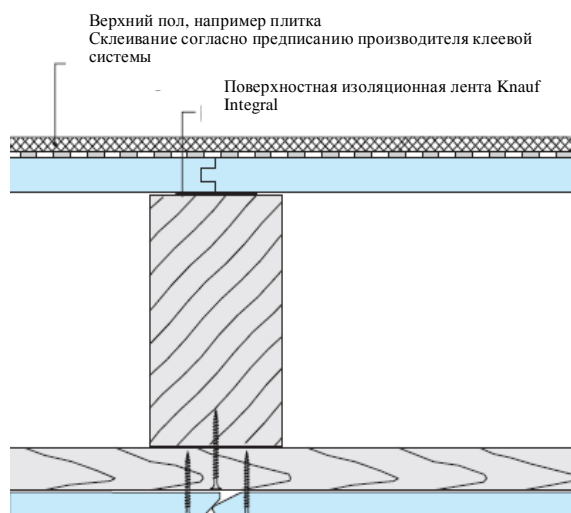 Верхний пол, например плитка
Склеивание согласно предписанию производителя клеевой
системы
Поверхностная изоляционная лента Knauf
Integral